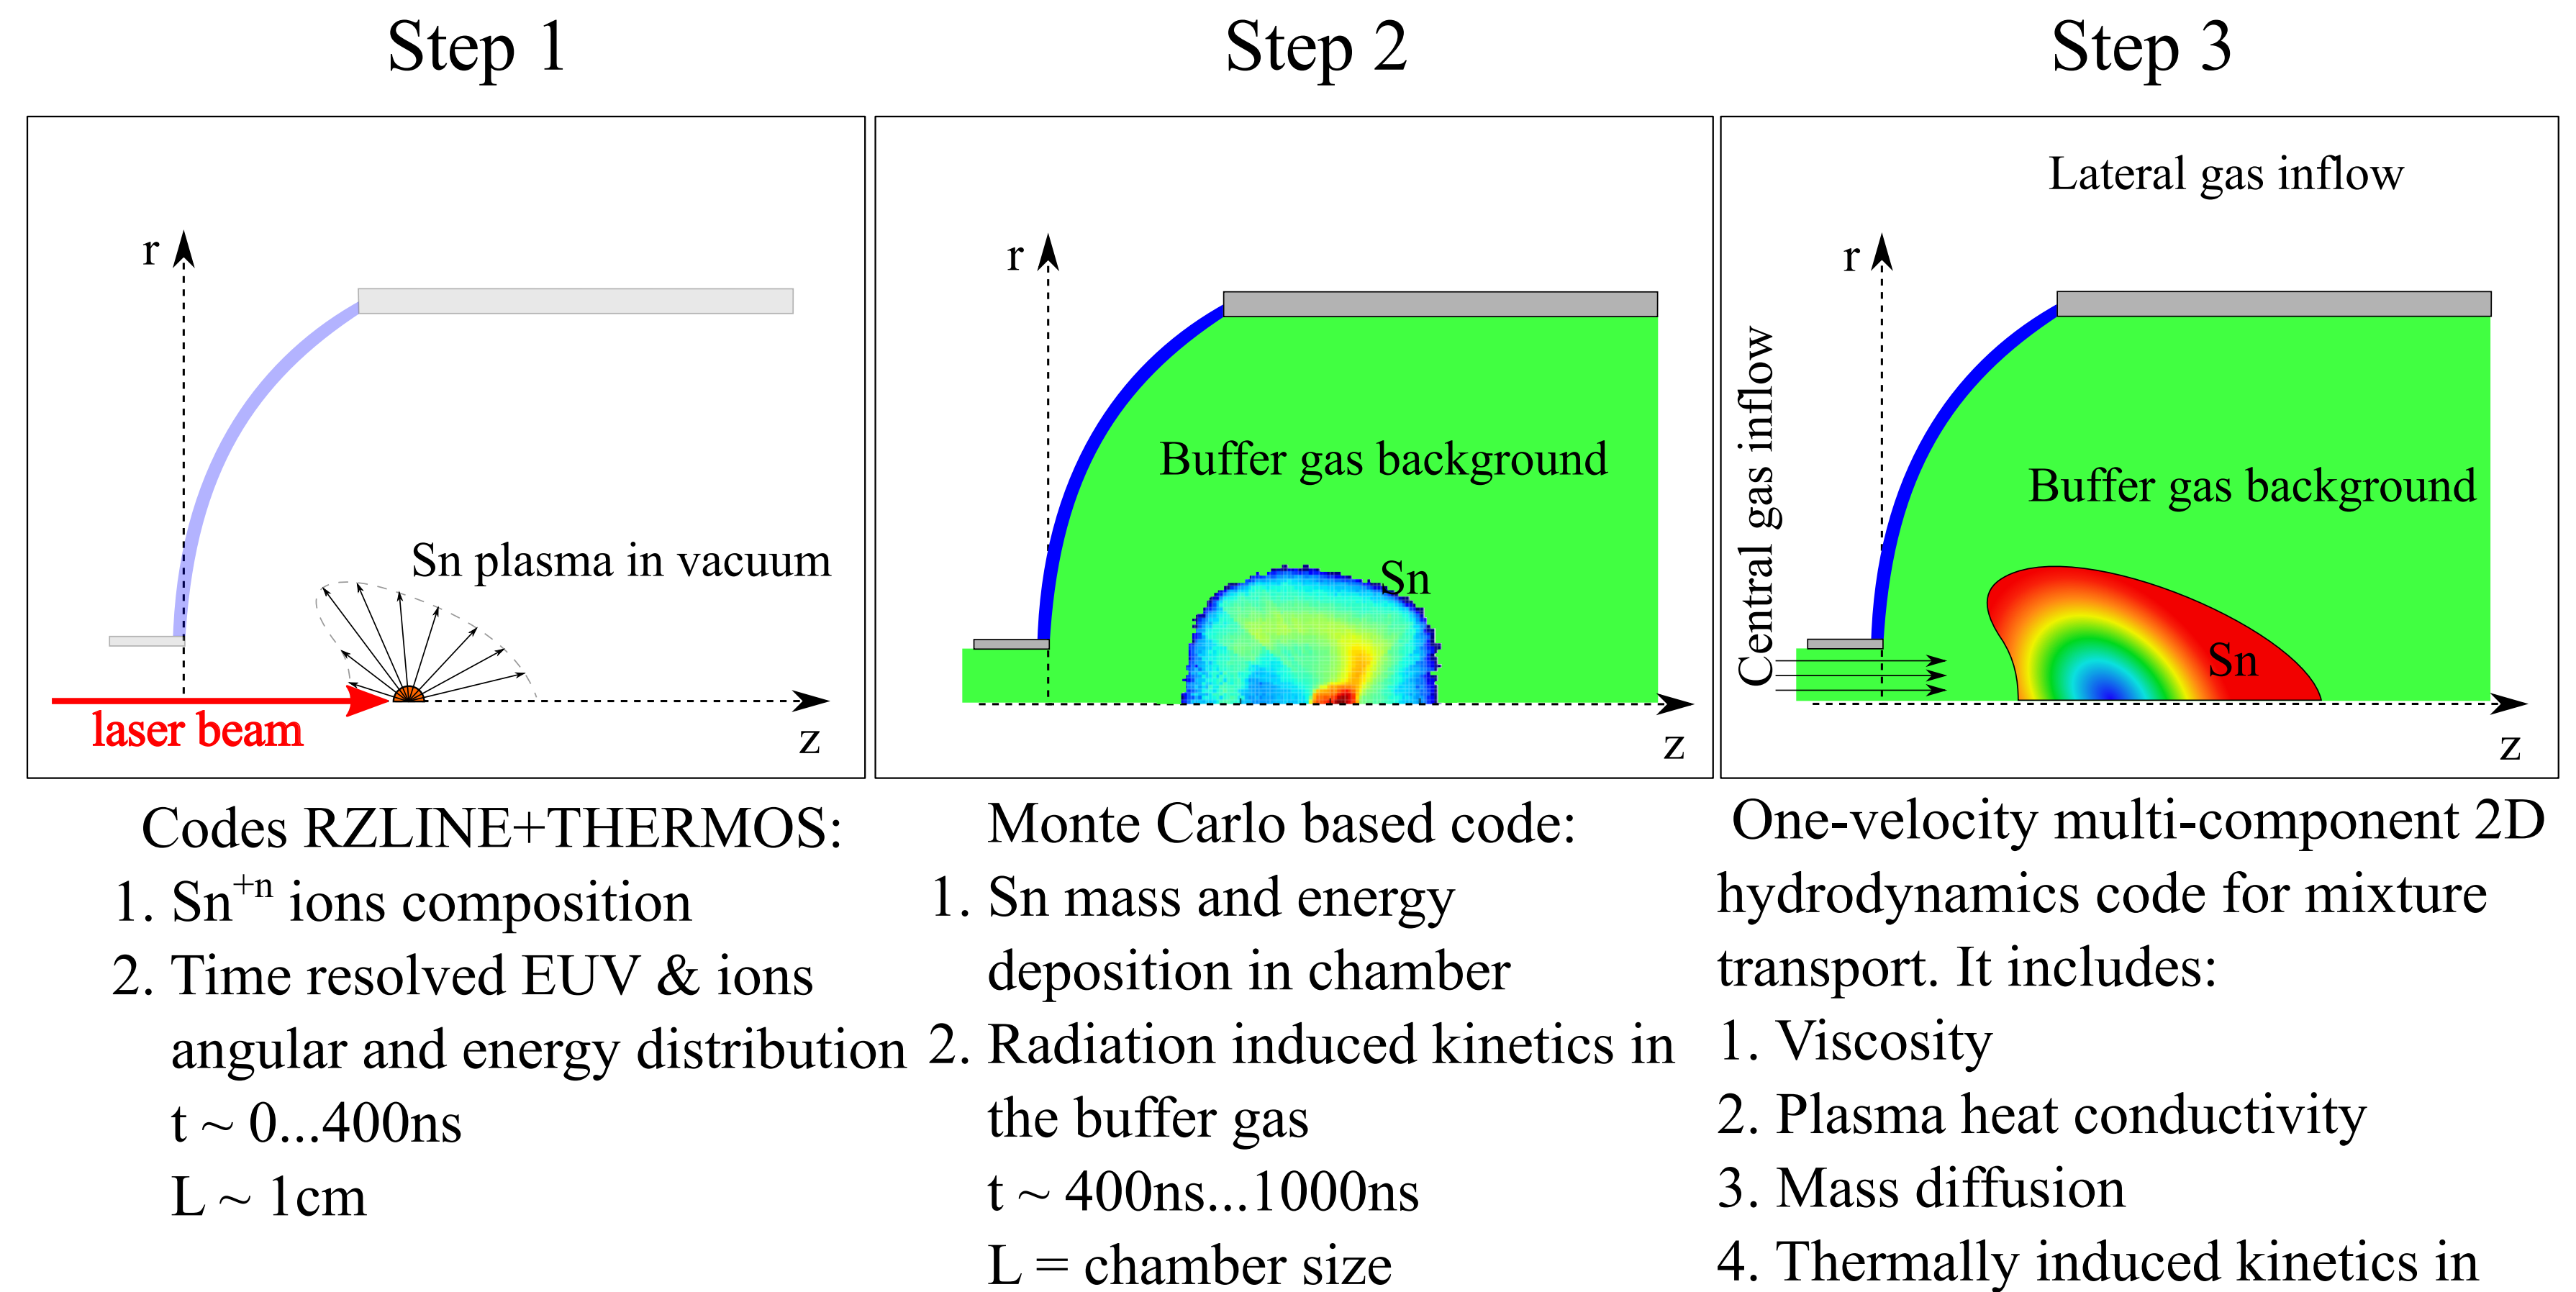 Step 1
Step 2
Step 3
r
Sn plasma in vacuum
laser beam
z
r
Buffer gas background
Sn
z
Lateral gas inflow
r
Central gas inflow
Buffer gas background
Sn
z
Codes RZLINE+THERMOS:
1. Sn⁺ⁿ ions composition
2. Time resolved EUV & ions
angular and energy distribution
t ~ 0...400ns
L ~ 1cm
Monte Carlo based code:
1. Sn mass and energy
deposition in chamber
2. Radiation induced kinetics in
the buffer gas
t ~ 400ns...1000ns
L = chamber size
One-velocity multi-component 2D
hydrodynamics code for mixture
transport. It includes:
1. Viscosity
2. Plasma heat conductivity
3. Mass diffusion
4. Thermally induced kinetics in